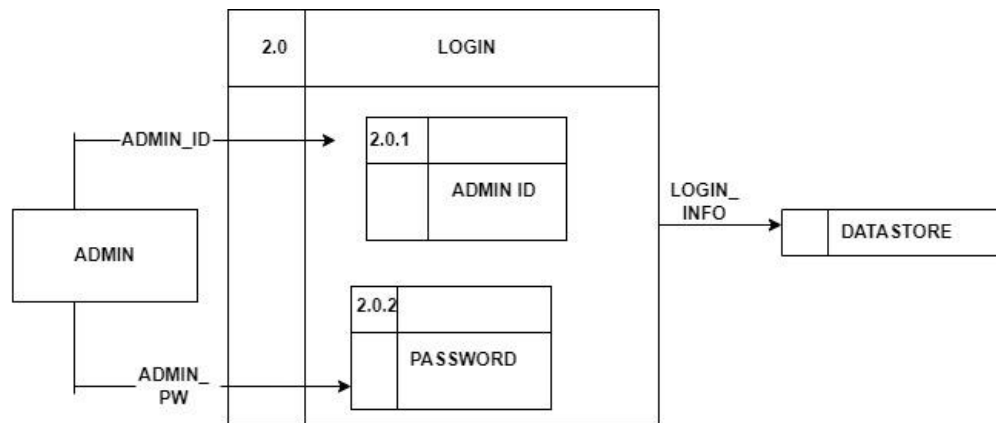 2.0
LOGIN
ADMIN_ID
2.0.1
ADMIN ID
LOGIN_
INFO
DATASTORE
ADMIN
2.0.2
PASSWORD
ADMIN_
PW